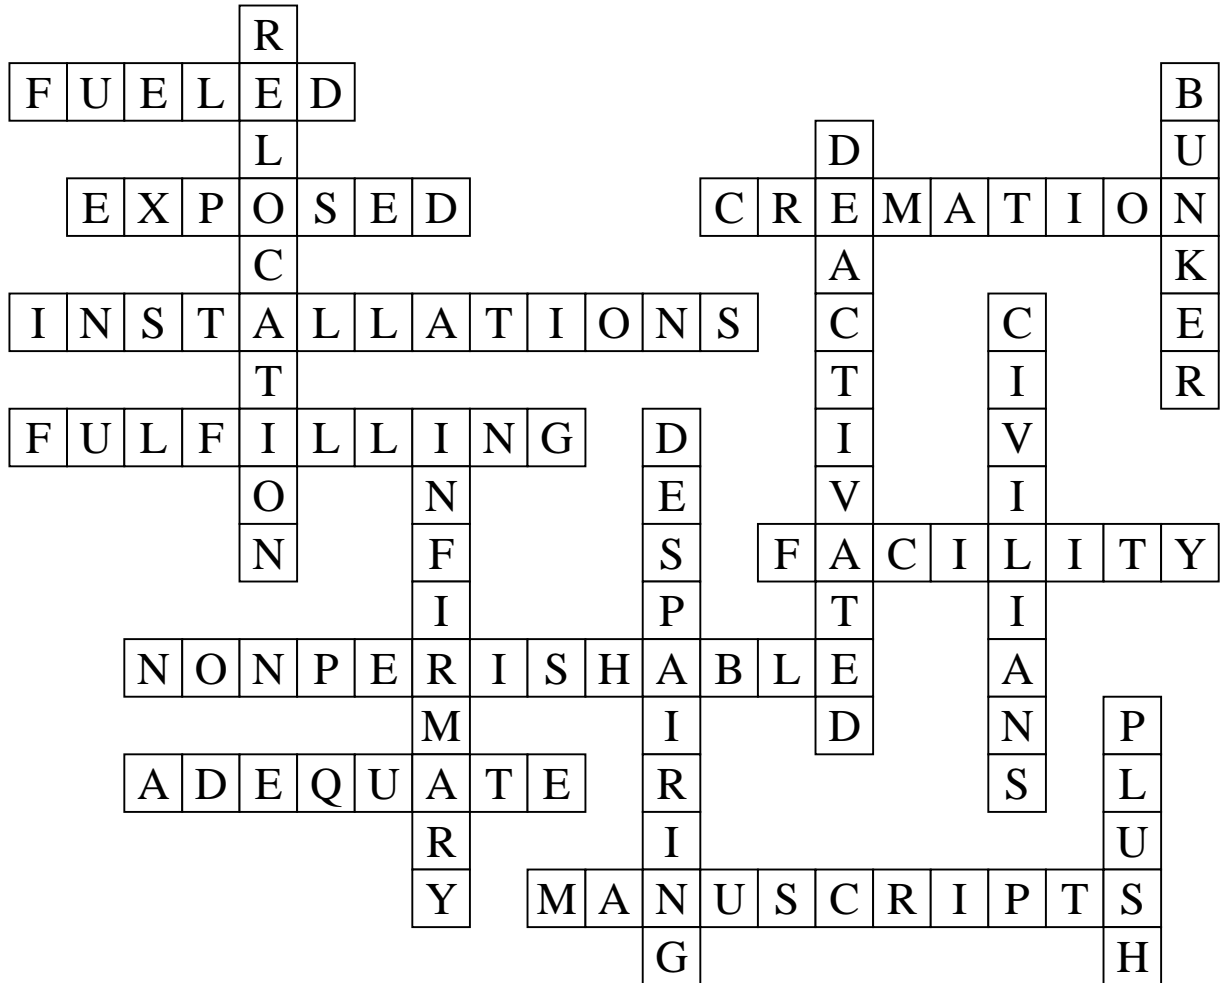 RELOCATION
FUELED
BUNKER
DEACTIVATED
EXPOSED
CREMATION
INSTALLATIONS
CIVILIANS
FULFILLING
INFIRMARY
DESPAIRING
FACILITY
NONPERISHABLE
PLUSH
ADEQUATE
MANUSCRIPTS